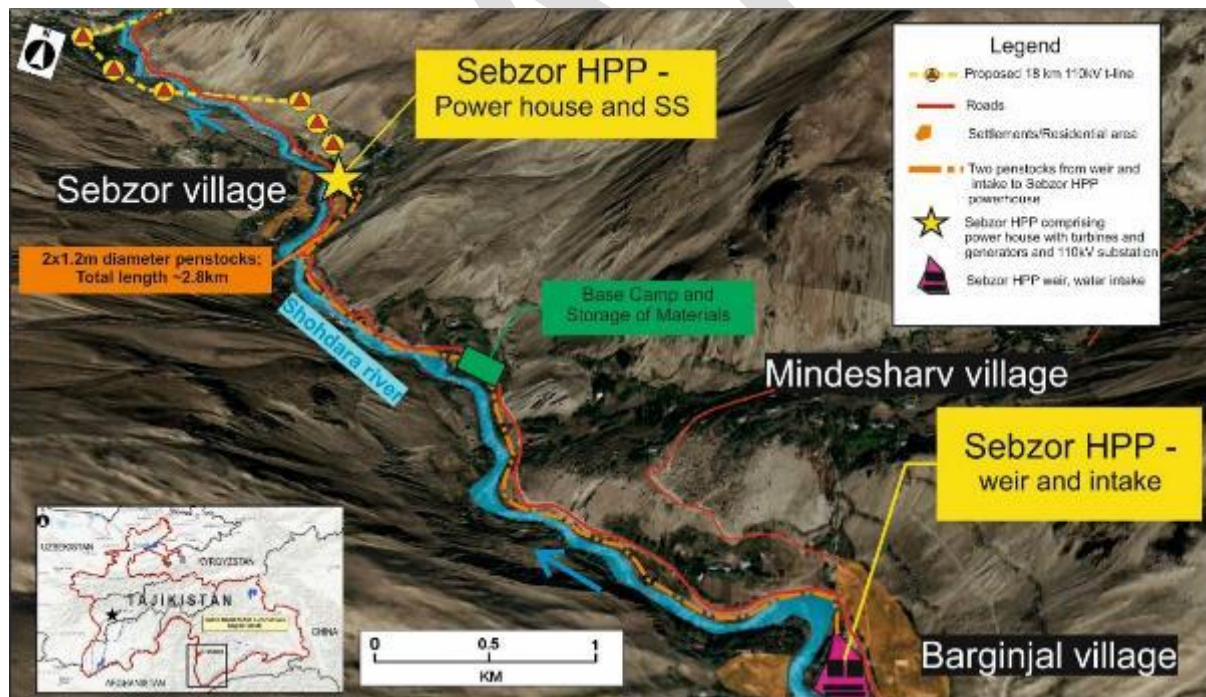 N
Sebzor HPP -
Power house and SS
Legend
Proposed 18 km 110kV t-line
Roads
Settlements/Residential area
Two penstocks from weir and
intake to Sebzor HPP
powerhouse
Sebzor HPP comprising
power house with turbines and
generators and 110kV substation
Sebzor HPP weir, water intake
Sebzor village
2x1.2m diameter penstocks;
Total length ~2.8km
Base Camp and
Storage of Materials
Shohdara river
Mindesharv village
Sebzor HPP -
weir and intake
Barginjal village
UZBEKISTAN
KYRGYZSTAN
TAJIKISTAN
CHINA
AFGHANISTAN
0 0.5 1
KM